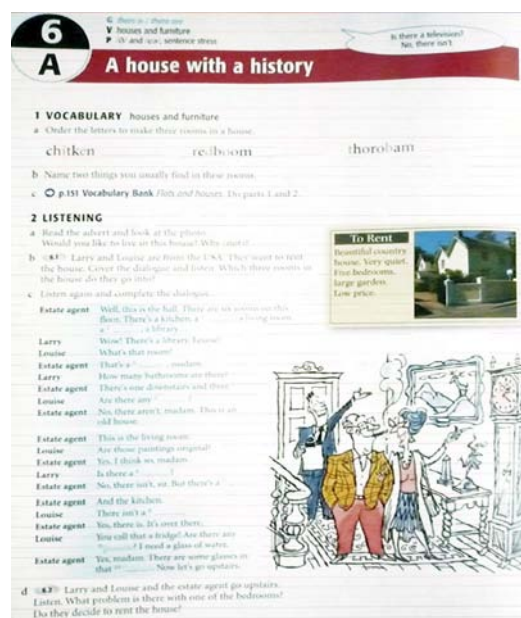 6
A
G there is / there are
V houses and furniture
P and sentence stress
Is there a television?
No, there isn't.
A house with a history
1 VOCABULARY houses and furniture
a Order the letters to make three rooms in a house.
chitken redboom thorobam
b Name two things you usually find in these rooms.
c p.151 Vocabulary Bank Flats and houses. Do parts 1 and 2.
2 LISTENING
a Read the advert and look at the photo.
Would you like to live in this house? Why (not)?
b 6.1 Larry and Louise are from the USA. They want to rent
the house. Cover the dialogue and listen. Which three rooms in
the house do they go into?
c Listen again and complete the dialogue.
To Rent
Beautiful country
house. Very quiet.
Five bedrooms,
large garden.
Low price.
Estate agent Well, this is the hall. There are six rooms on this
floor. There's a kitchen, a living room,
a a library
Larry Wow! There's a library, Louise!
Louise What's that room?
Estate agent That's a madam.
Larry How many bathrooms are there?
Estate agent There's one downstairs and three
Louise Are there any ?
Estate agent No, there aren't, madam. This is an
old house.
Estate agent This is the living room.
Louise Are those paintings original?
Estate agent Yes, I think so, madam.
Larry Is there a ?
Estate agent No, there isn't, sir. But there's a
Estate agent And the kitchen.
Louise There isn't a
Estate agent Yes, there is. It's over there.
Louise You call that a fridge? Are there any
? I need a glass of water.
Estate agent Yes, madam. There are some glasses in
that Now let's go upstairs.
d 6.2 Larry and Louise and the estate agent go upstairs.
Listen. What problem is there with one of the bedrooms?
Do they decide to rent the house?